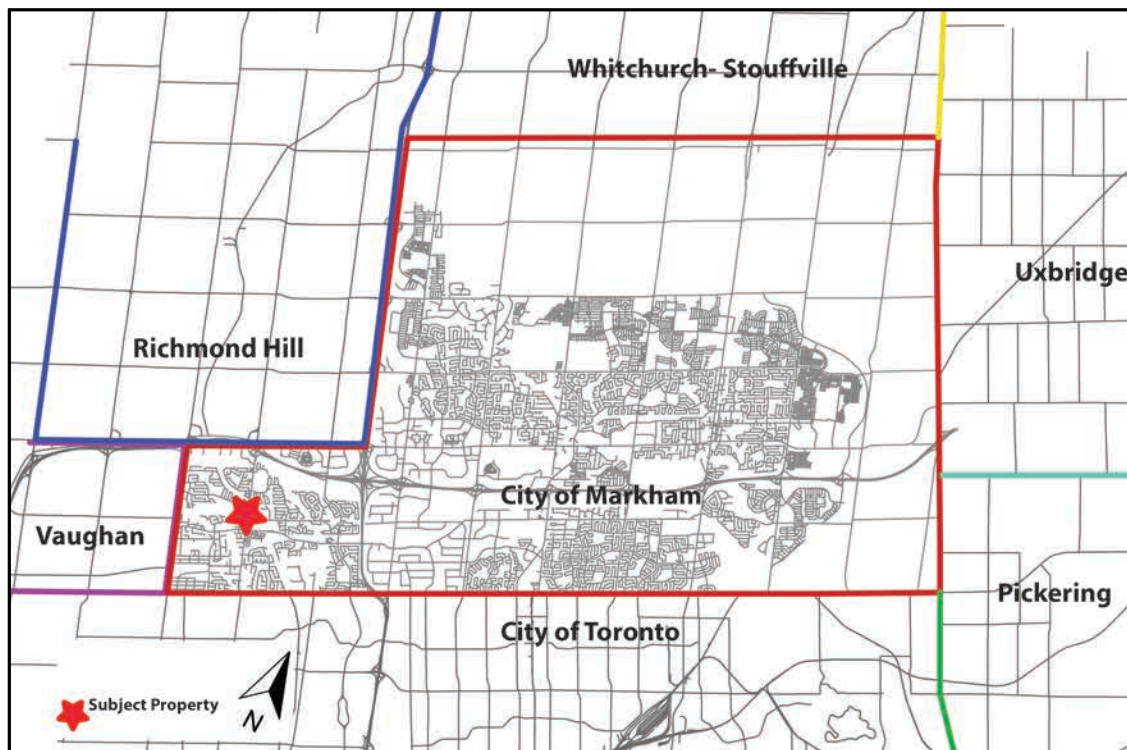 Whitchurch- Stouffville
Uxbridge
Richmond Hill
City of Markham
Vaughan
Pickering
City of Toronto
Subject Property
N